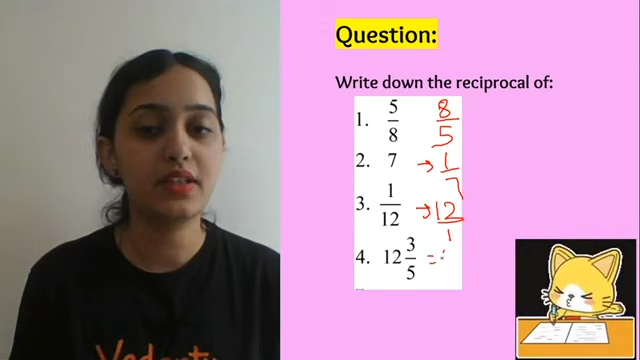 Question:
Write down the reciprocal of:
1. 5/8 8/5
2. 7 → 1/7
3. 1/12 → 12/1
4. 12 3/5 =